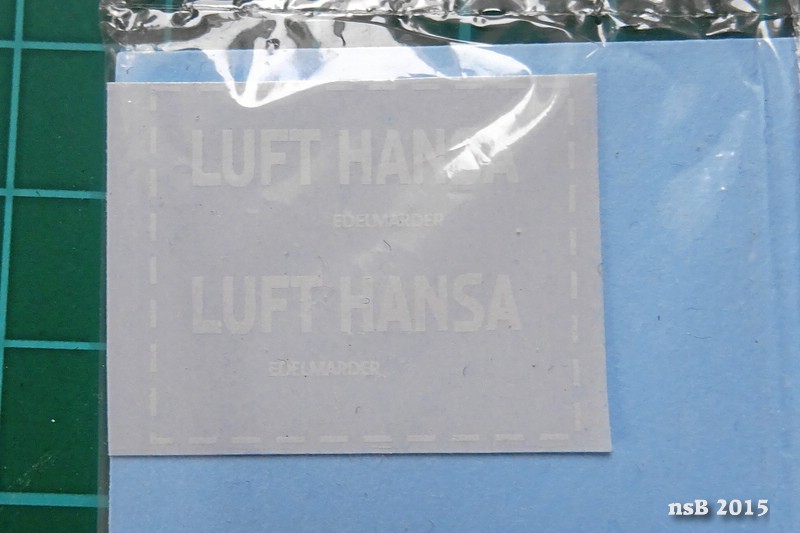 LUFT HANSA
EDELMARDER
LUFT HANSA
EDELMARDER
nsB 2015